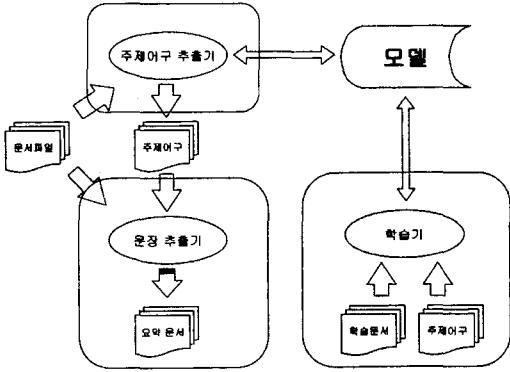 주제어구 추출기
모델
문서파일
주제어구
문장 추출기
학습기
요약 문서
학습문서
주제어구